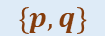 {p, q}